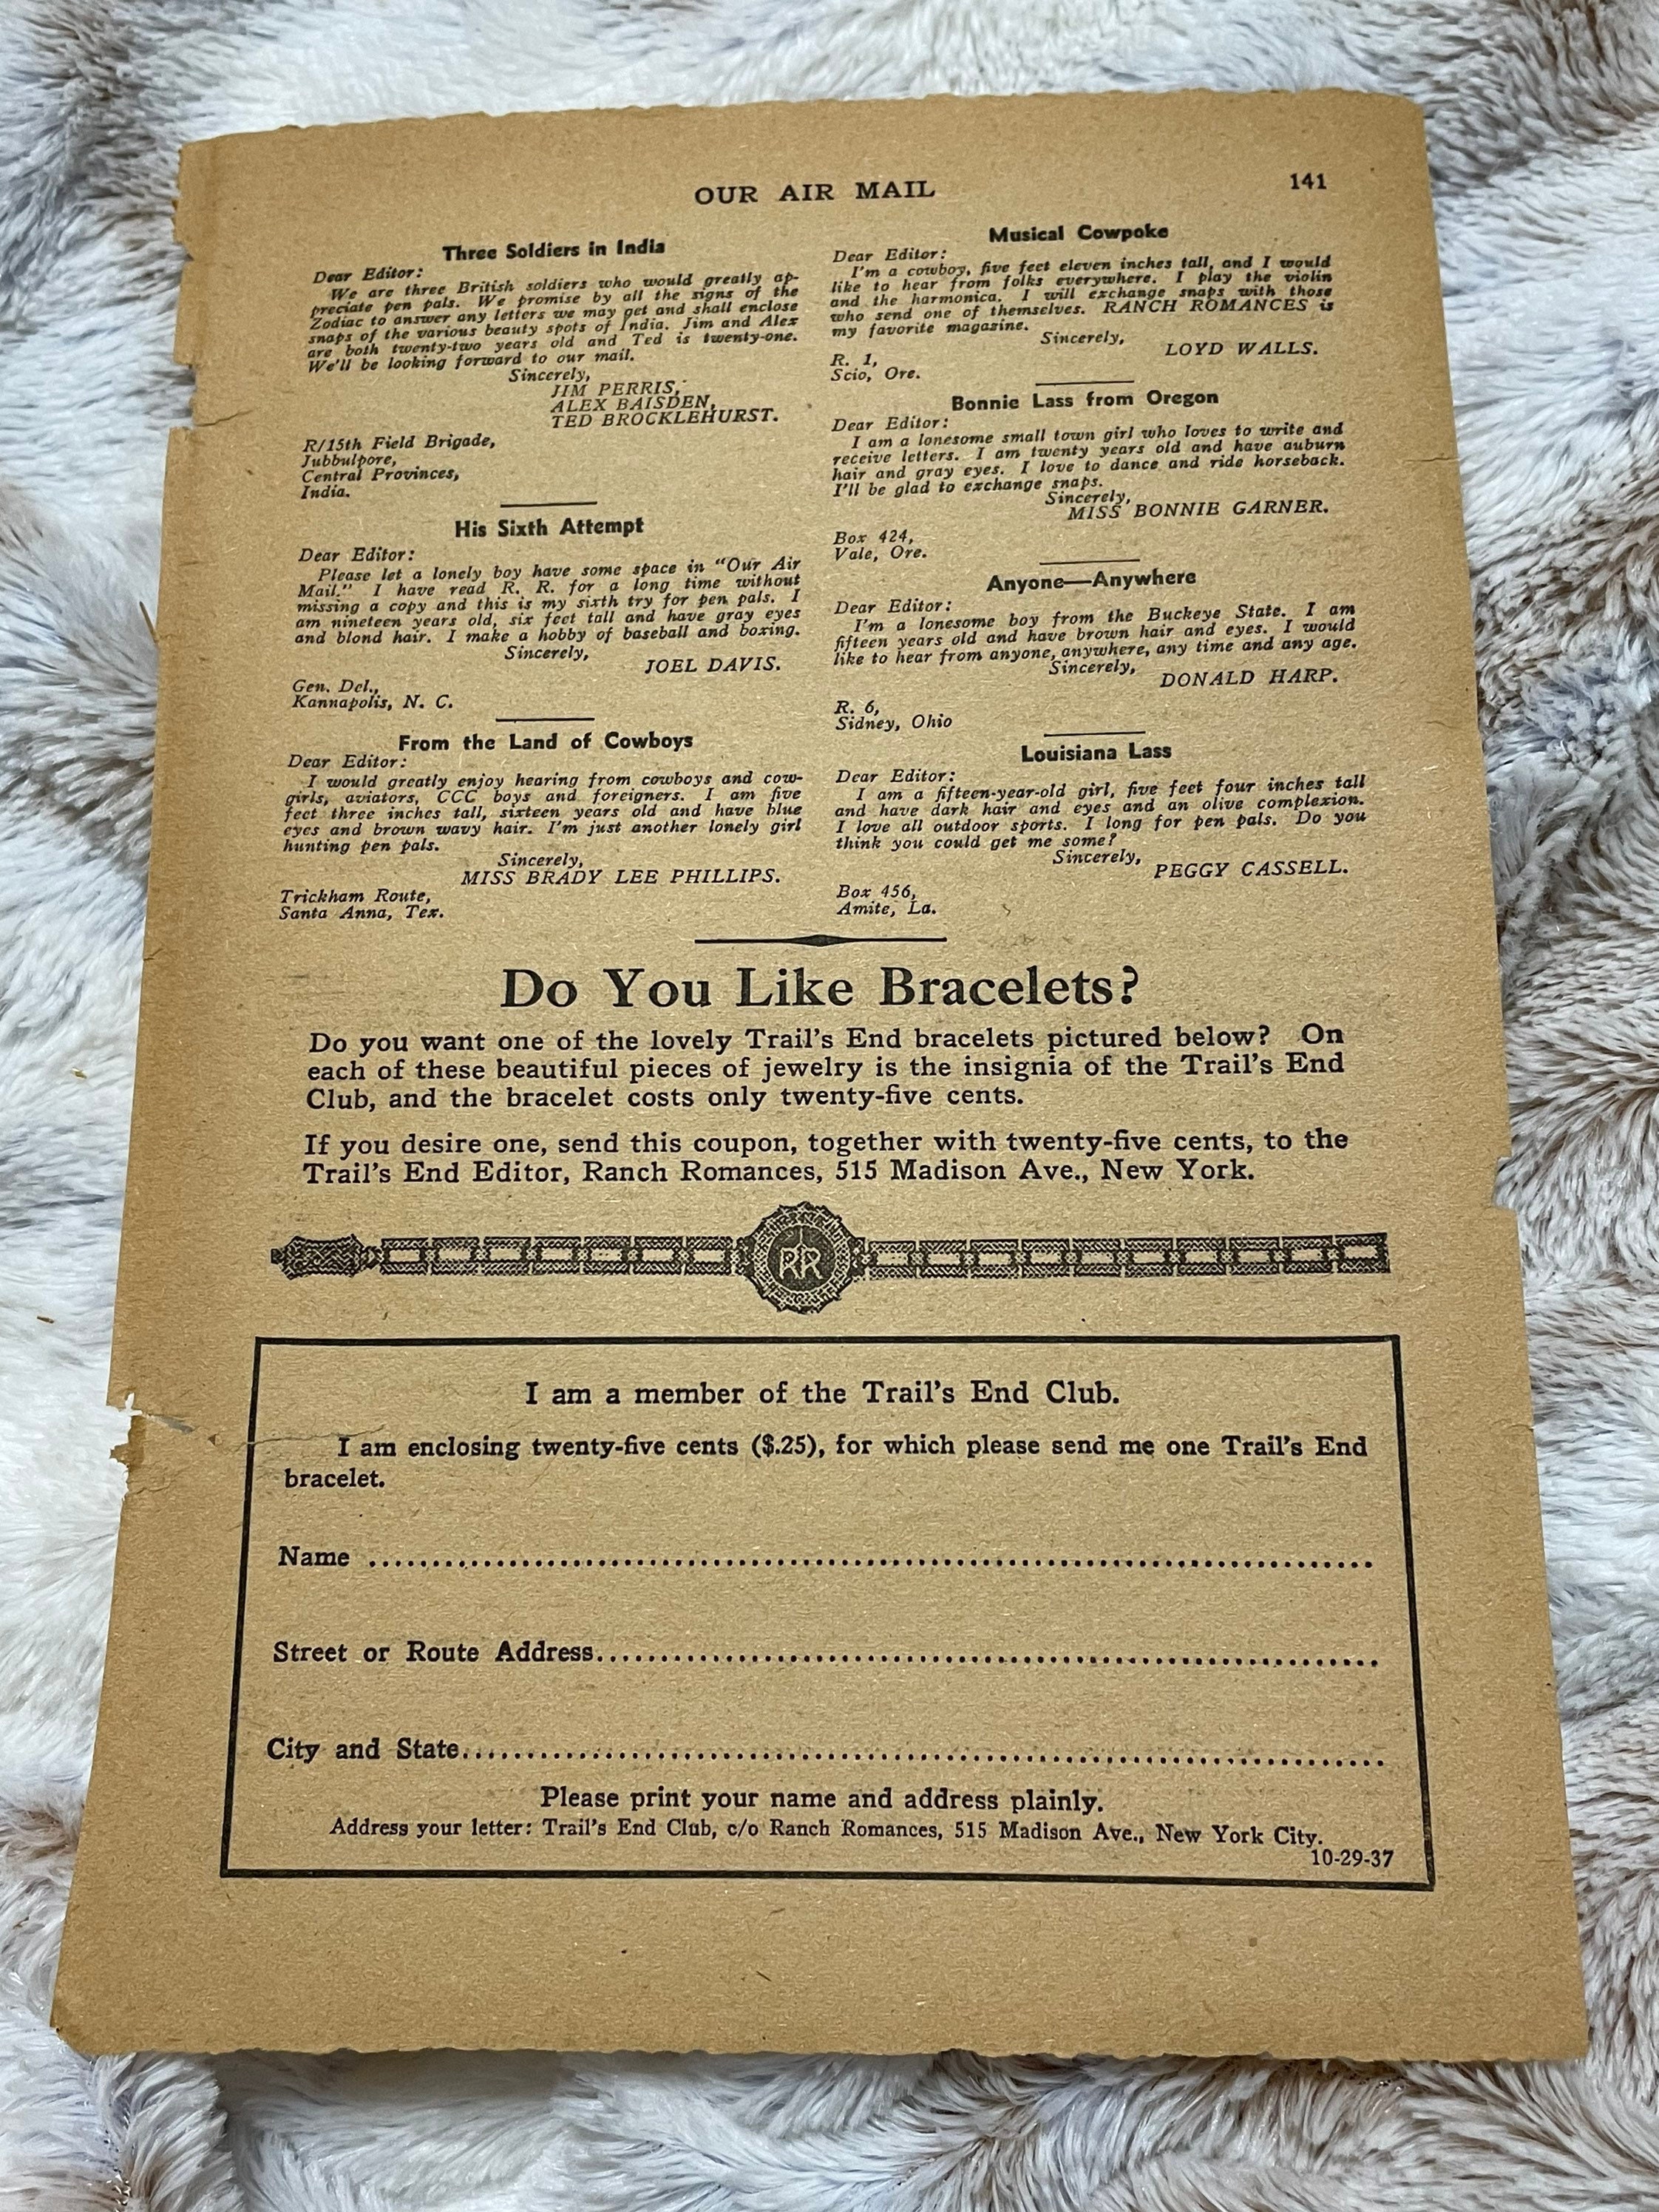 OUR AIR MAIL
141
Three Soldiers in India
Dear Editor:
We are three British soldiers who would greatly ap-
preciate pen pals. We promise by all the signs of the
Zodiac to answer any letters we may get and shall enclose
snaps of the various beauty spots of India. Jim and Alex
are both twenty-two years old and Ted is twenty-one.
We'll be looking forward to our mail.
Sincerely,
JIM PERRIS,
ALEX BAISDEN,
TED BROCKLEHURST.
R/15th Field Brigade,
Jubbulpore,
Central Provinces,
India.
His Sixth Attempt
Dear Editor:
Please let a lonely boy have some space in "Our Air
Mail." I have read R. R. for a long time without
missing a copy and this is my sixth try for pen pals. I
am nineteen years old, six feet tall and have gray eyes
and blond hair. I make a hobby of baseball and boxing.
Sincerely,
JOEL DAVIS.
Gen. Del.,
Kannapolis, N. C.
From the Land of Cowboys
Dear Editor:
I would greatly enjoy hearing from cowboys and cow-
girls, aviators, CCC boys and foreigners. I am five
feet three inches tall, sixteen years old and have blue
eyes and brown wavy hair. I'm just another lonely girl
hunting pen pals.
Sincerely,
MISS BRADY LEE PHILLIPS.
Trickham Route,
Santa Anna, Tex.
Musical Cowpoke
Dear Editor:
I'm a cowboy, five feet eleven inches tall, and I would
like to hear from folks everywhere. I play the violin
and the harmonica. I will exchange snaps with those
who send one of themselves. RANCH ROMANCES is
my favorite magazine.
Sincerely,
LOYD WALLS.
R. 1,
Scio, Ore.
Bonnie Lass from Oregon
Dear Editor:
I am a lonesome small town girl who loves to write and
receive letters. I am twenty years old and have auburn
hair and gray eyes. I love to dance and ride horseback.
I'll be glad to exchange snaps.
Sincerely,
MISS BONNIE GARNER.
Box 424,
Vale, Ore.
Anyone—Anywhere
Dear Editor:
I'm a lonesome boy from the Buckeye State. I am
fifteen years old and have brown hair and eyes. I would
like to hear from anyone, anywhere, any time and any age.
Sincerely,
DONALD HARP.
R. 6,
Sidney, Ohio
Louisiana Lass
Dear Editor:
I am a fifteen-year-old girl, five feet four inches tall
and have dark hair and eyes and an olive complexion.
I love all outdoor sports. I long for pen pals. Do you
think you could get me some?
Sincerely,
PEGGY CASSELL.
Box 456,
Amite, La.
Do You Like Bracelets?
Do you want one of the lovely Trail's End bracelets pictured below? On
each of these beautiful pieces of jewelry is the insignia of the Trail's End
Club, and the bracelet costs only twenty-five cents.
If you desire one, send this coupon, together with twenty-five cents, to the
Trail's End Editor, Ranch Romances, 515 Madison Ave., New York.
RR
I am a member of the Trail's End Club.
I am enclosing twenty-five cents ($.25), for which please send me one Trail's End
bracelet.
Name
Street or Route Address
City and State
Please print your name and address plainly.
Address your letter: Trail's End Club, c/o Ranch Romances, 515 Madison Ave., New York City.
10-29-37